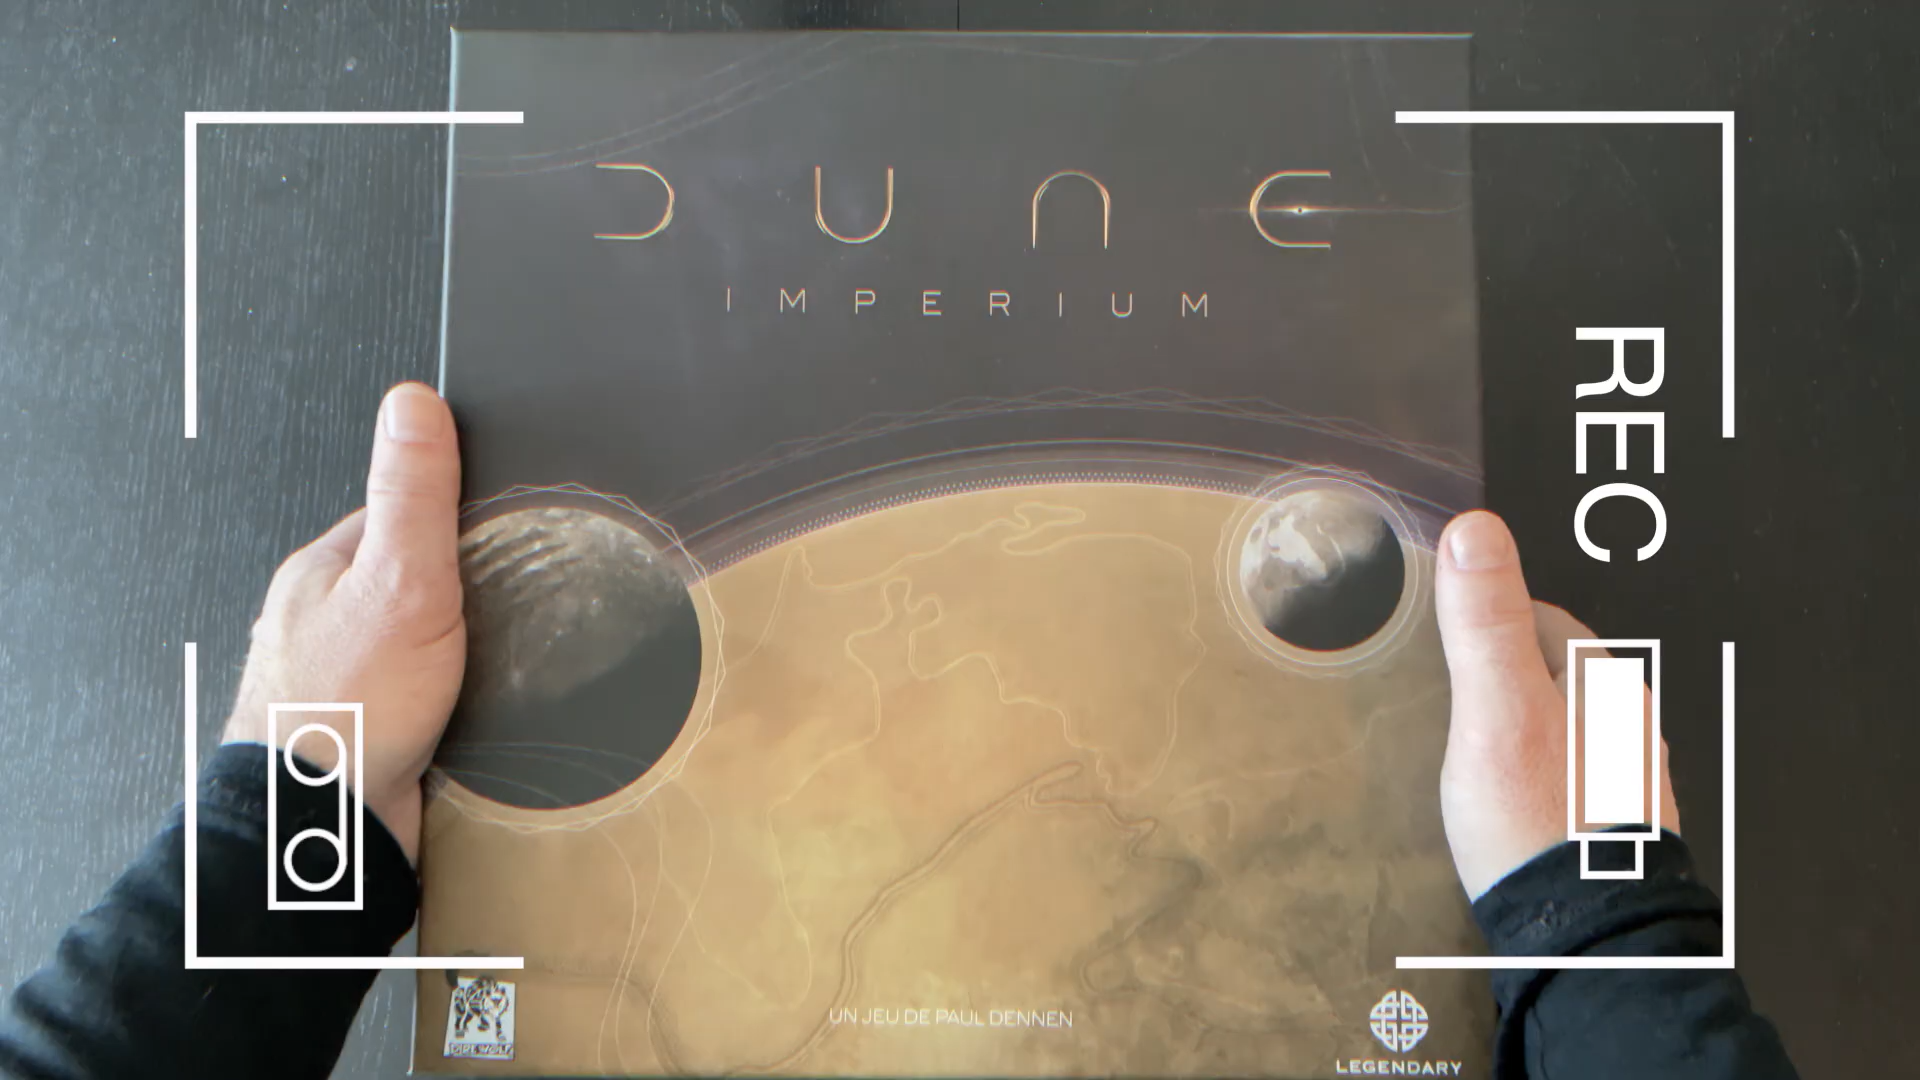 DUNE
IMPERIUM
REC
UN JEU DE PAUL DENNEN
DIRE WOLF
LEGENDARY